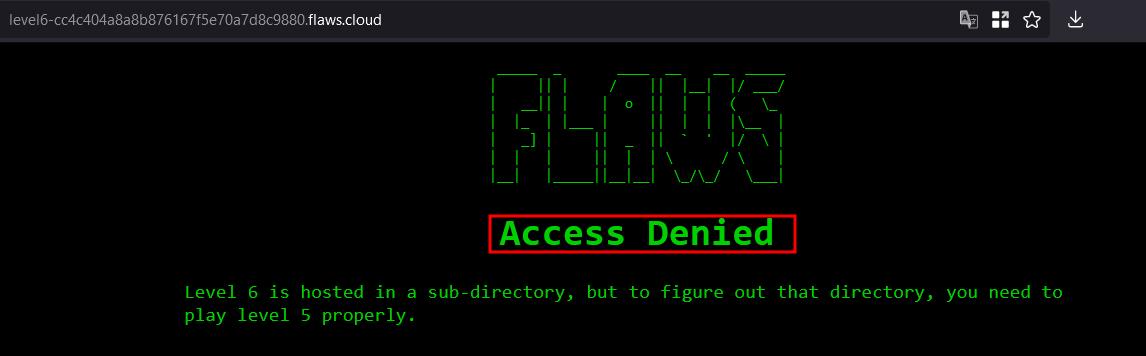 level6-cc4c404a8a8b876167f5e70a7d8c9880.flaws.cloud
FLAWS
Access Denied
Level 6 is hosted in a sub-directory, but to figure out that directory, you need to
play level 5 properly.